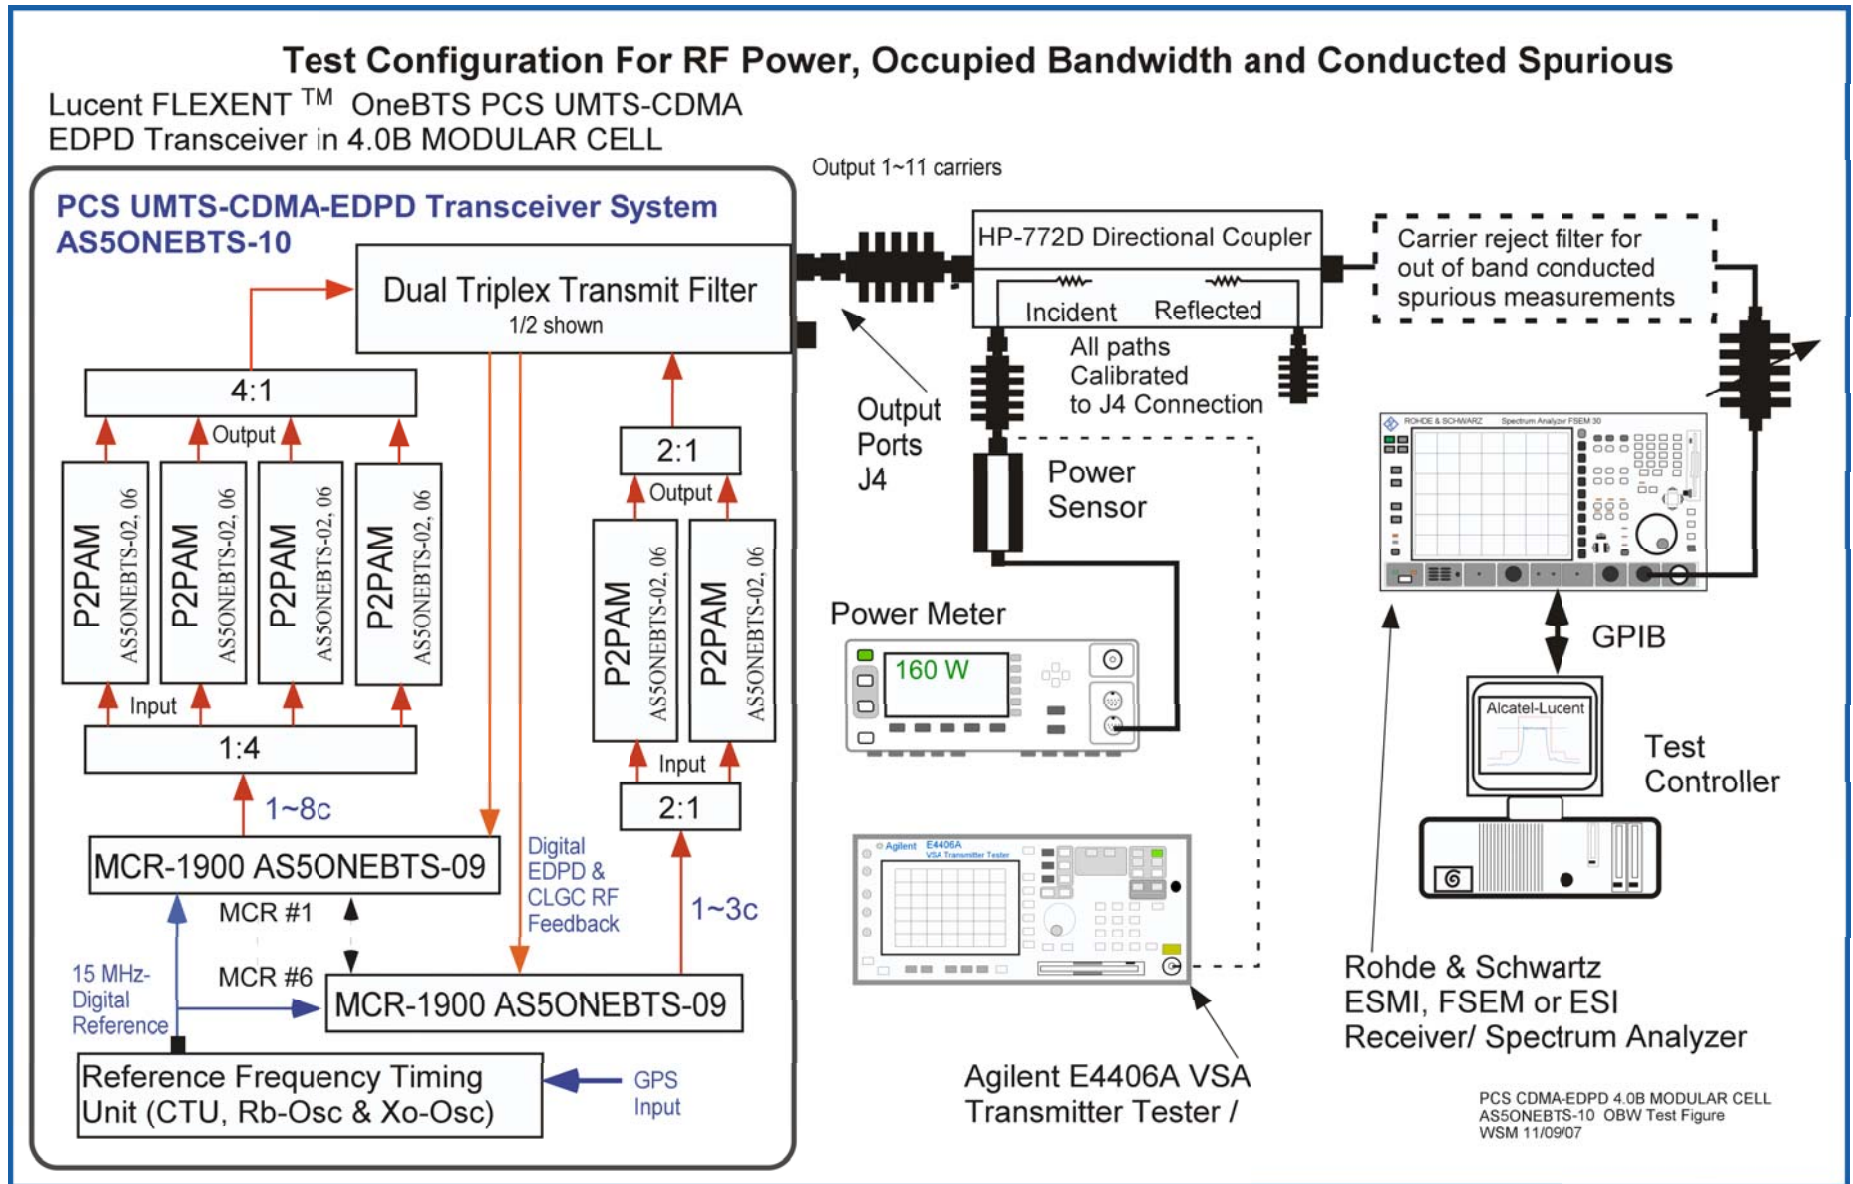 Test Configuration For RF Power, Occupied Bandwidth and Conducted Spurious
Lucent FLEXENT TM OneBTS PCS UMTS-CDMA
EDPD Transceiver in 4.0B MODULAR CELL
Output 1~11 carriers
PCS UMTS-CDMA-EDPD Transceiver System
AS5ONEBTS-10
Dual Triplex Transmit Filter
1/2 shown
4:1
Output
P2PAM
AS5ONEBTS-02, 06
P2PAM
AS5ONEBTS-02, 06
P2PAM
AS5ONEBTS-02, 06
P2PAM
AS5ONEBTS-02, 06
Input
1:4
1~8c
2:1
Output
P2PAM
AS5ONEBTS-02, 06
P2PAM
AS5ONEBTS-02, 06
Input
2:1
1~3c
MCR-1900 AS5ONEBTS-09
MCR #1
MCR #6
MCR-1900 AS5ONEBTS-09
Digital
EDPD &
CLGC RF
Feedback
15 MHz-
Digital
Reference
Reference Frequency Timing
Unit (CTU, Rb-Osc & Xo-Osc)
GPS
Input
HP-772D Directional Coupler
Incident
Reflected
All paths
Calibrated
to J4 Connection
Output
Ports
J4
Carrier reject filter for
out of band conducted
spurious measurements
Power
Sensor
Power Meter
160 W
Agilent
E4406A
VSA Transmitter Tester
Agilent E4406A VSA
Transmitter Tester /
ROHDE & SCHWARZ
Spectrum Analyzir FSEM 30
GPIB
Alcatel-Lucent
Test
Controller
Rohde & Schwartz
ESMI, FSEM or ESI
Receiver/ Spectrum Analyzer
PCS CDMA-EDPD 4.0B MODULAR CELL
AS5ONEBTS-10 OBW Test Figure
WSM 11/09/07